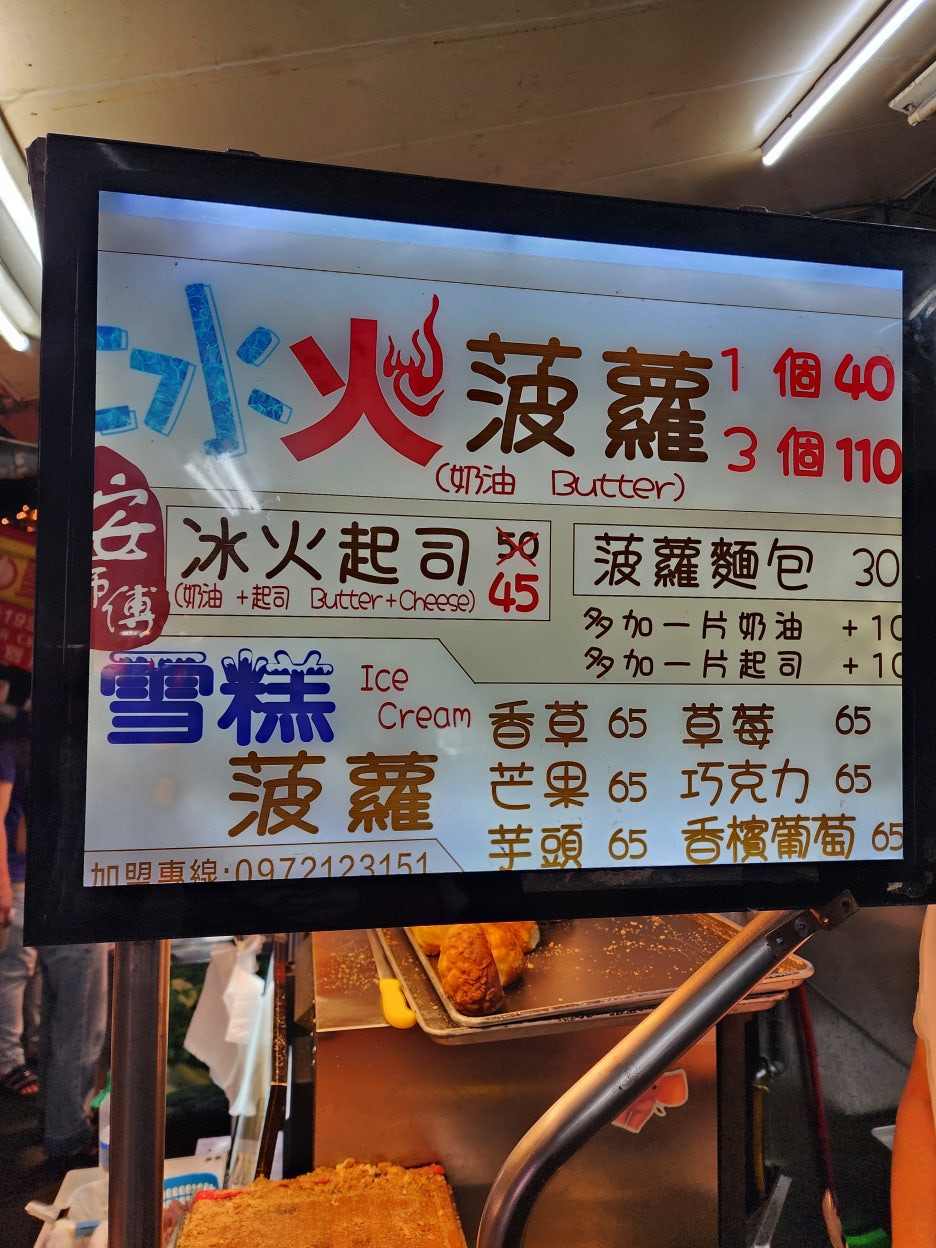 冰火菠蘿
1 個 40
3 個 110
(奶油 Butter)
安師傅
冰火起司 50 45
(奶油 +起司 Butter+Cheese)
菠蘿麵包 30
多加一片奶油 +10
多加一片起司 +10
雪糕 Ice Cream
菠蘿
香草 65 草莓 65
芒果 65 巧克力 65
芋頭 65 香檳葡萄 65
加盟專線:0972123151